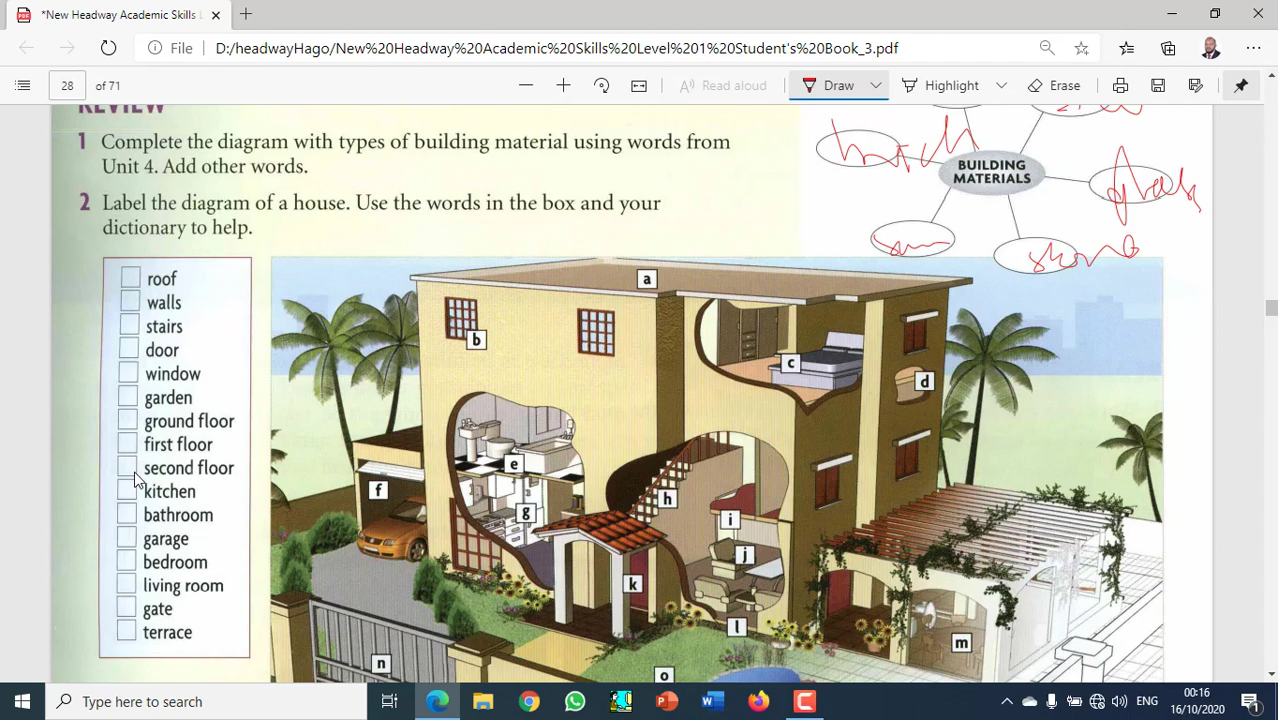 *New Headway Academic Skills L
File
D:/headwayHago/New%20Headway%20Academic%20Skills%20Level%201%20Student's%20Book_3.pdf
28 of 71
Read aloud
Draw
Highlight
Erase
REVIEW
1 Complete the diagram with types of building material using words from
Unit 4. Add other words.
2 Label the diagram of a house. Use the words in the box and your
dictionary to help.
BUILDING
MATERIALS
glass
stone
roof
walls
stairs
door
window
garden
ground floor
first floor
second floor
kitchen
bathroom
garage
bedroom
living room
gate
terrace
a
b
c
d
e
f
g
h
i
j
k
l
m
n
o
Type here to search
ENG
00:16
16/10/2020
1